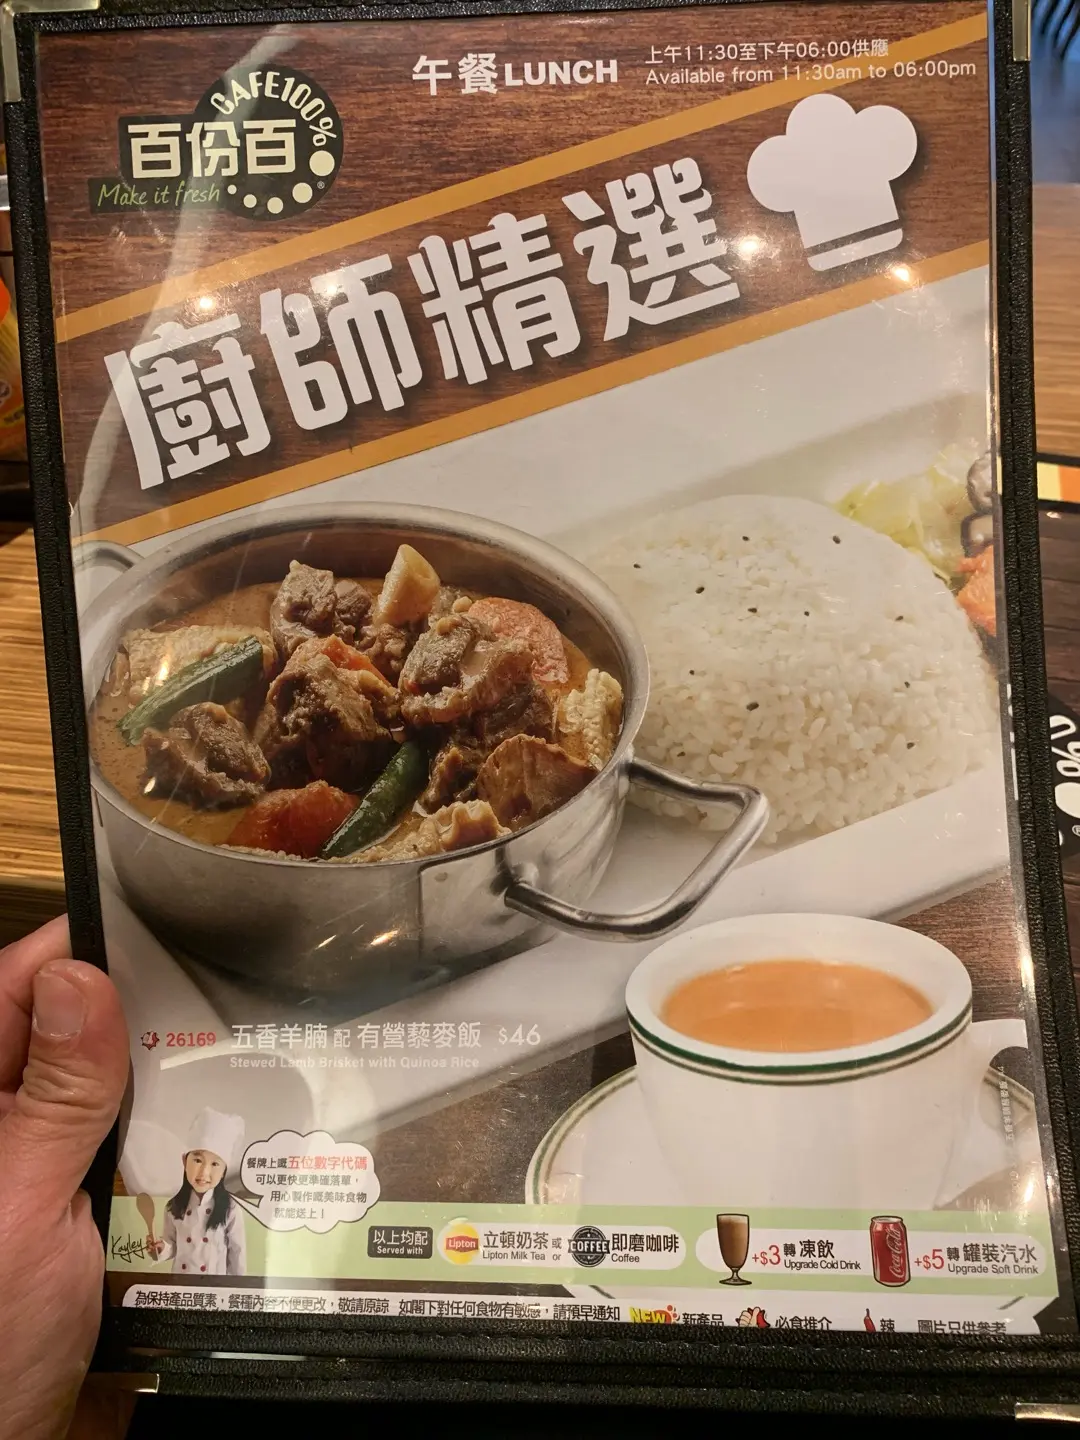 午餐LUNCH
上午11:30至下午06:00供應
Available from 11:30am to 06:00pm
CAFE100%
百份百
Make it fresh
廚師精選
26169 五香羊腩 配 有營藜麥飯 $46
Stewed Lamb Brisket with Quinoa Rice
餐牌上嘅五位數字代碼
可以更快更準確落單，
用心製作嘅美味食物
就能送上！
Kayley
以上均配
Served with
Lipton
立頓奶茶 或
Lipton Milk Tea or
COFFEE
即磨咖啡
Coffee
+$3 轉 凍飲
Upgrade Cold Drink
Coca-Cola
+$5 轉 罐裝汽水
Upgrade Soft Drink
為保持產品質素，餐種內容不便更改，敬請原諒 如閣下對任何食物有敏感，請預早通知 NEW 新產品 必食推介 辣 圖片只供參考
%